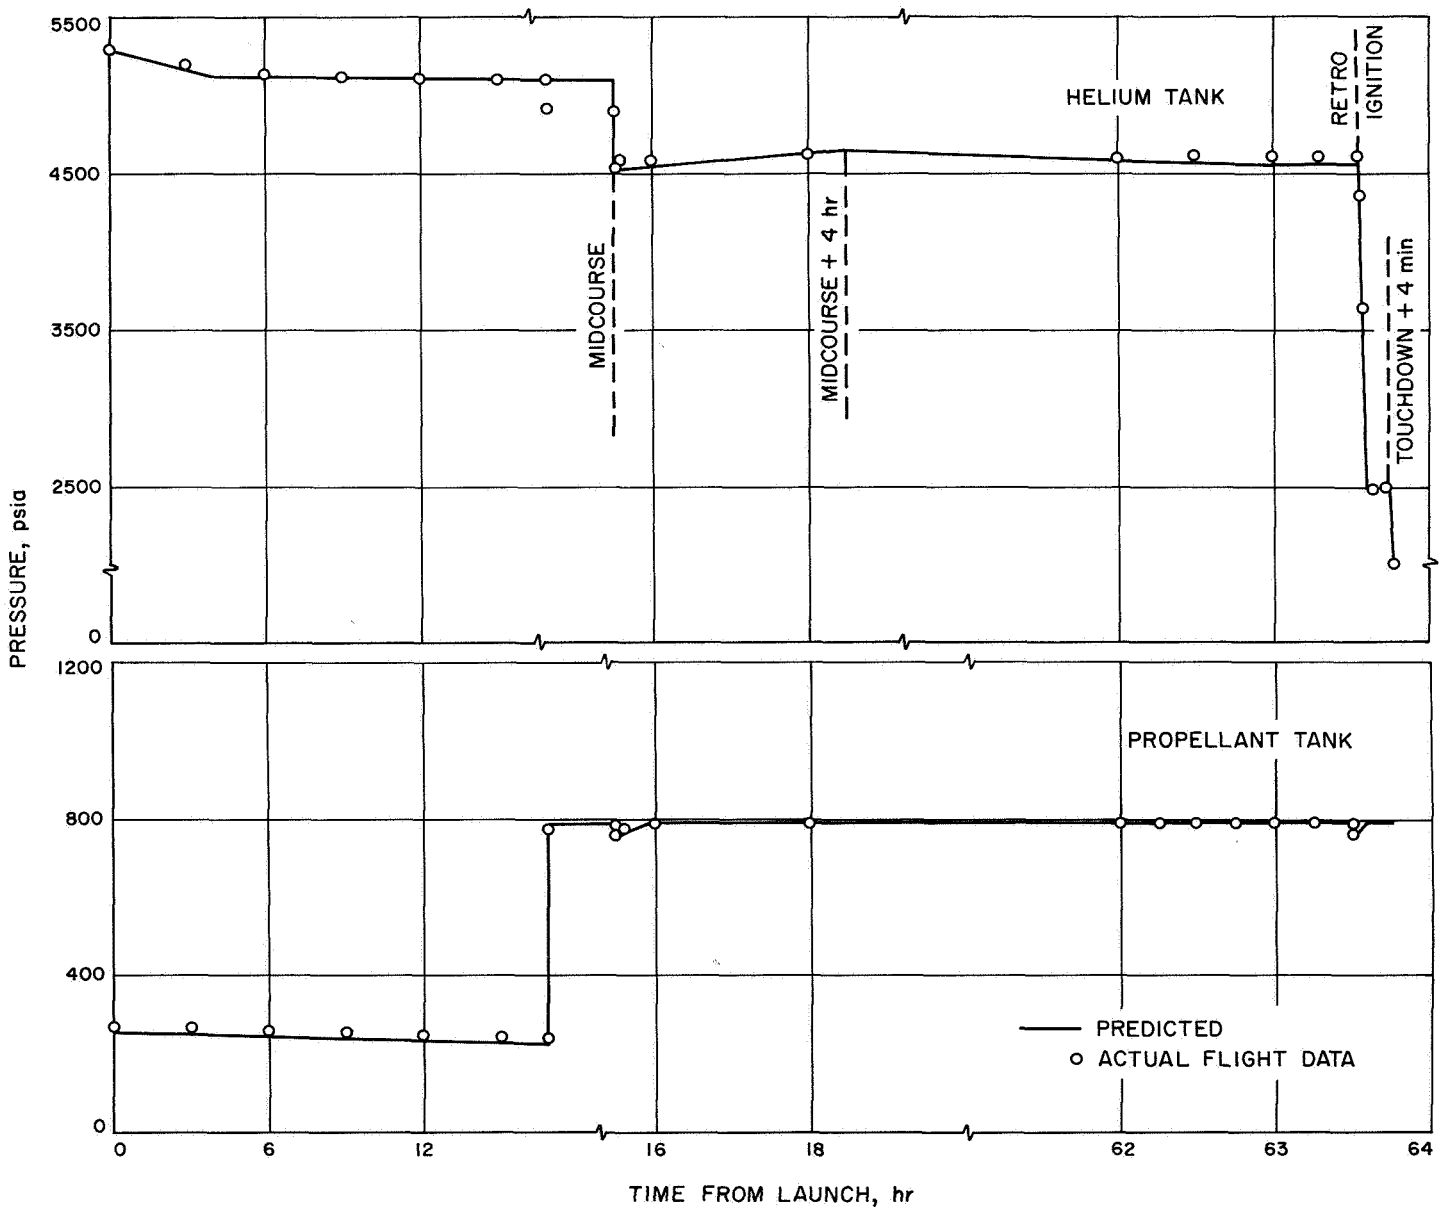 5500
4500
3500
2500
0
HELIUM TANK
RETRO
IGNITION
MIDCOURSE
MIDCOURSE + 4 hr
TOUCHDOWN + 4 min
PRESSURE, psia
1200
800
400
0
PROPELLANT TANK
PREDICTED
ACTUAL FLIGHT DATA
0 6 12 16 18 62 63 64
TIME FROM LAUNCH, hr